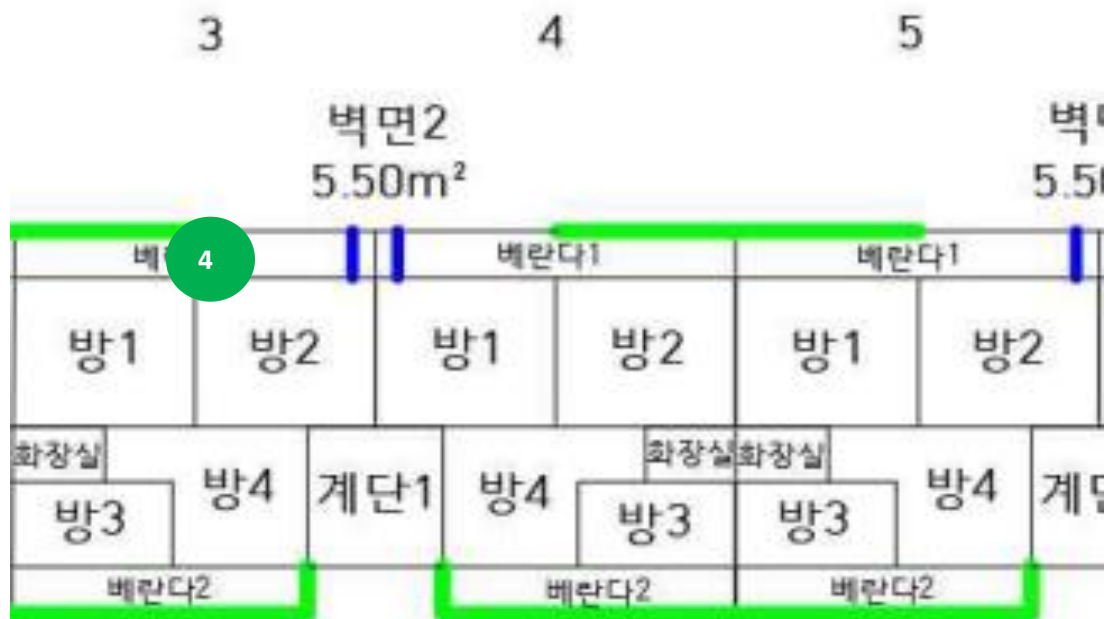 3 4 5
벽면2
5.50m²
4 베란다1 베란다1
방1 방2 방1 방2 방1 방2
화장실 화장실 화장실
방4 계단1 방4 방4
방3 방3 방3
베란다2 베란다2 베란다2